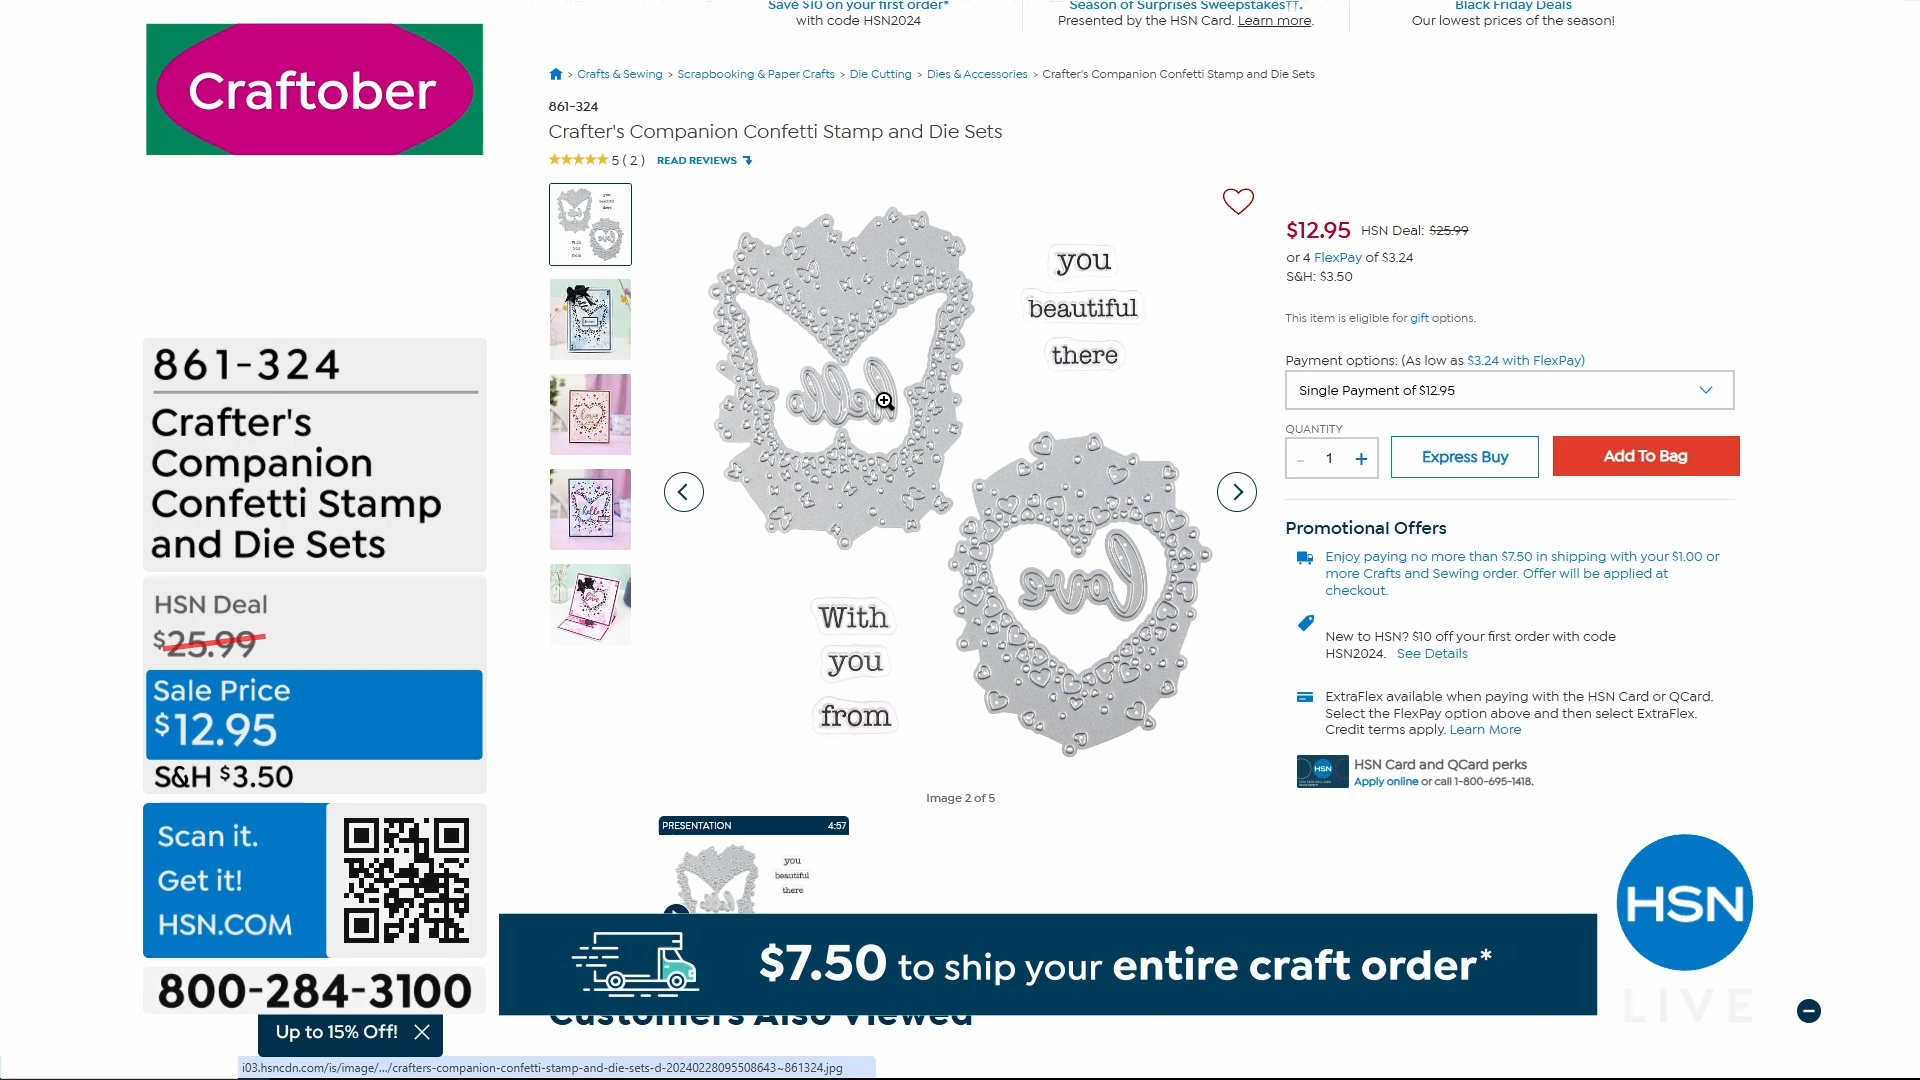 Save $10 on your first order*
with code HSN2024
Season of Surprises Sweepstakes††.
Presented by the HSN Card. Learn more.
Black Friday Deals
Our lowest prices of the season!
Craftober
> Crafts & Sewing > Scrapbooking & Paper Crafts > Die Cutting > Dies & Accessories > Crafter's Companion Confetti Stamp and Die Sets
861-324
Crafter's Companion Confetti Stamp and Die Sets
5 ( 2 ) READ REVIEWS
you
beautiful
there
hello
love
With
you
from
Image 2 of 5
PRESENTATION 4:57
you
beautiful
there
$12.95 HSN Deal: $25.99
or 4 FlexPay of $3.24
S&H: $3.50
This item is eligible for gift options.
Payment options: (As low as $3.24 with FlexPay)
Single Payment of $12.95
QUANTITY
- 1 +
Express Buy
Add To Bag
Promotional Offers
Enjoy paying no more than $7.50 in shipping with your $1.00 or
more Crafts and Sewing order. Offer will be applied at
checkout.
New to HSN? $10 off your first order with code
HSN2024. See Details
ExtraFlex available when paying with the HSN Card or QCard.
Select the FlexPay option above and then select ExtraFlex.
Credit terms apply. Learn More
HSN
HSN Card and QCard perks
Apply online or call 1-800-695-1418.
861-324
Crafter's
Companion
Confetti Stamp
and Die Sets
HSN Deal
$25.99
Sale Price
$12.95
S&H $3.50
Scan it.
Get it!
HSN.COM
800-284-3100
$7.50 to ship your entire craft order*
HSN
LIVE
Customers Also Viewed
Up to 15% Off!
i03.hsncdn.com/is/image/.../crafters-companion-confetti-stamp-and-die-sets-d-20240228095508643~861324.jpg